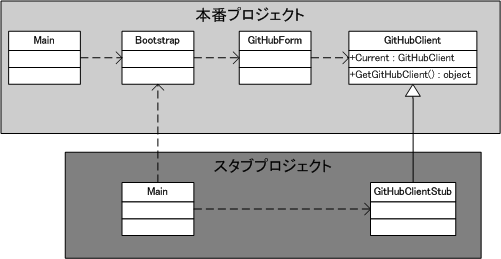 本番プロジェクト
Main
Bootstrap
GitHubForm
GitHubClient
+Current : GitHubClient
+GetGitHubClient() : object
スタブプロジェクト
Main
GitHubClientStub